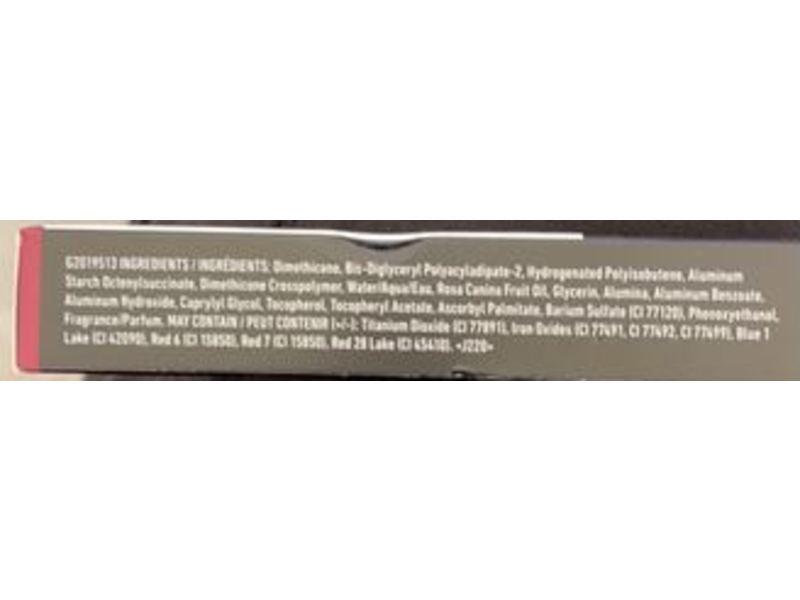 G2019513 INGREDIENTS / INGRÉDIENTS: Dimethicone, Bis-Diglyceryl Polyacyladipate-2, Hydrogenated Polyisobutene, Aluminum
Starch Octenylsuccinate, Dimethicone Crosspolymer, Water/Aqua/Eau, Rosa Canina Fruit Oil, Glycerin, Alumina, Aluminum Benzoate,
Aluminum Hydroxide, Caprylyl Glycol, Tocopherol, Tocopheryl Acetate, Ascorbyl Palmitate, Barium Sulfate (CI 77120), Phenoxyethanol,
Fragrance/Parfum. MAY CONTAIN / PEUT CONTENIR (+/-): Titanium Dioxide (CI 77891), Iron Oxides (CI 77491, CI 77492, CI 77499), Blue 1
Lake (CI 42090), Red 6 (CI 15850), Red 7 (CI 15850), Red 28 Lake (CI 45410). <J220>